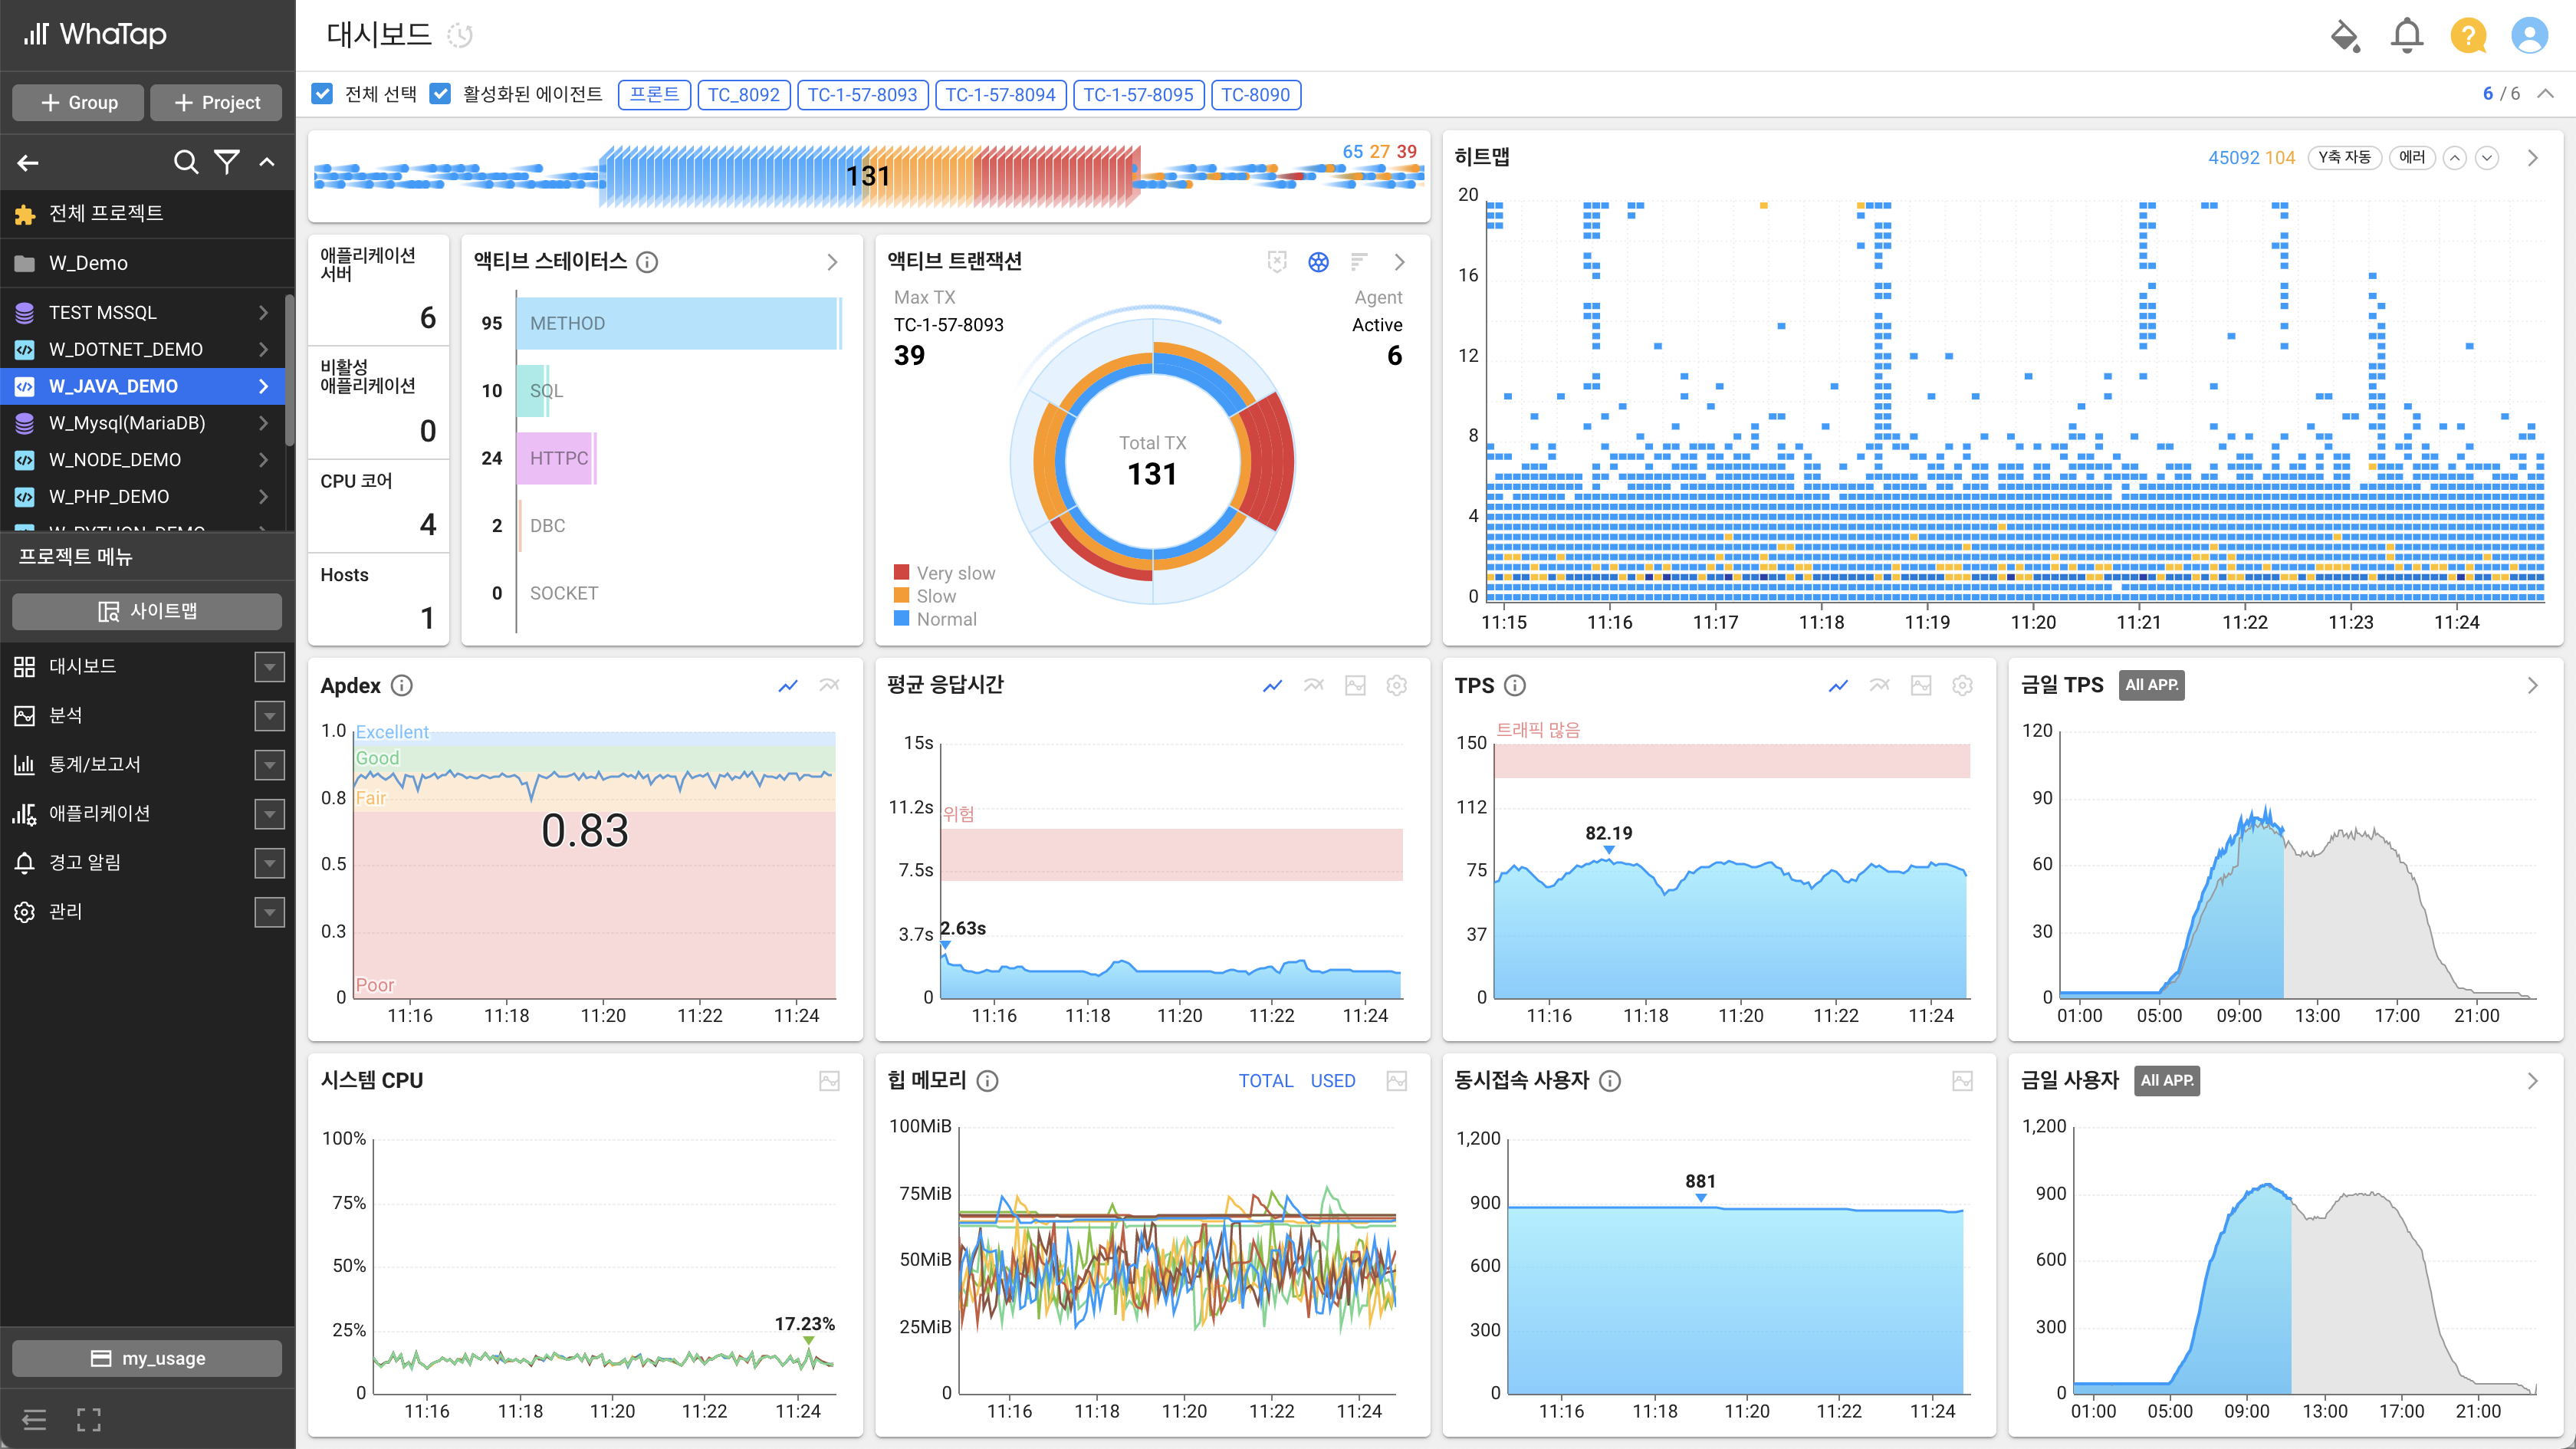 WhaTap
Group
Project
전체 프로젝트
W_Demo
TEST MSSQL
W_DOTNET_DEMO
W_JAVA_DEMO
W_Mysql(MariaDB)
W_NODE_DEMO
W_PHP_DEMO
W_PYTHON_DEMO
프로젝트 메뉴
사이트맵
대시보드
분석
통계/보고서
애플리케이션
경고 알림
관리
my_usage
대시보드
전체 선택
활성화된 에이전트
프론트
TC_8092
TC-1-57-8093
TC-1-57-8094
TC-1-57-8095
TC-8090
6 / 6
131
65 27 39
애플리케이션
서버
6
비활성
애플리케이션
0
CPU 코어
4
Hosts
1
액티브 스테이터스
95 METHOD
10 SQL
24 HTTPC
2 DBC
0 SOCKET
액티브 트랜잭션
Max TX
TC-1-57-8093
39
Agent
Active
6
Total TX
131
Very slow
Slow
Normal
히트맵
45092 104
Y축 자동
에러
20
16
12
8
4
0
11:15 11:16 11:17 11:18 11:19 11:20 11:21 11:22 11:23 11:24
Apdex
1.0
0.8
0.5
0.3
0
Excellent
Good
Fair
0.83
Poor
11:16 11:18 11:20 11:22 11:24
평균 응답시간
15s
11.2s
7.5s
3.7s
0
위험
2.63s
11:16 11:18 11:20 11:22 11:24
TPS
트래픽 많음
150
112
75
37
0
82.19
11:16 11:18 11:20 11:22 11:24
금일 TPS
All APP.
120
90
60
30
0
01:00 05:00 09:00 13:00 17:00 21:00
시스템 CPU
100%
75%
50%
25%
0
17.23%
11:16 11:18 11:20 11:22 11:24
힙 메모리
TOTAL USED
100MiB
75MiB
50MiB
25MiB
0
11:16 11:18 11:20 11:22 11:24
동시접속 사용자
1,200
900
600
300
0
881
11:16 11:18 11:20 11:22 11:24
금일 사용자
All APP.
1,200
900
600
300
0
01:00 05:00 09:00 13:00 17:00 21:00